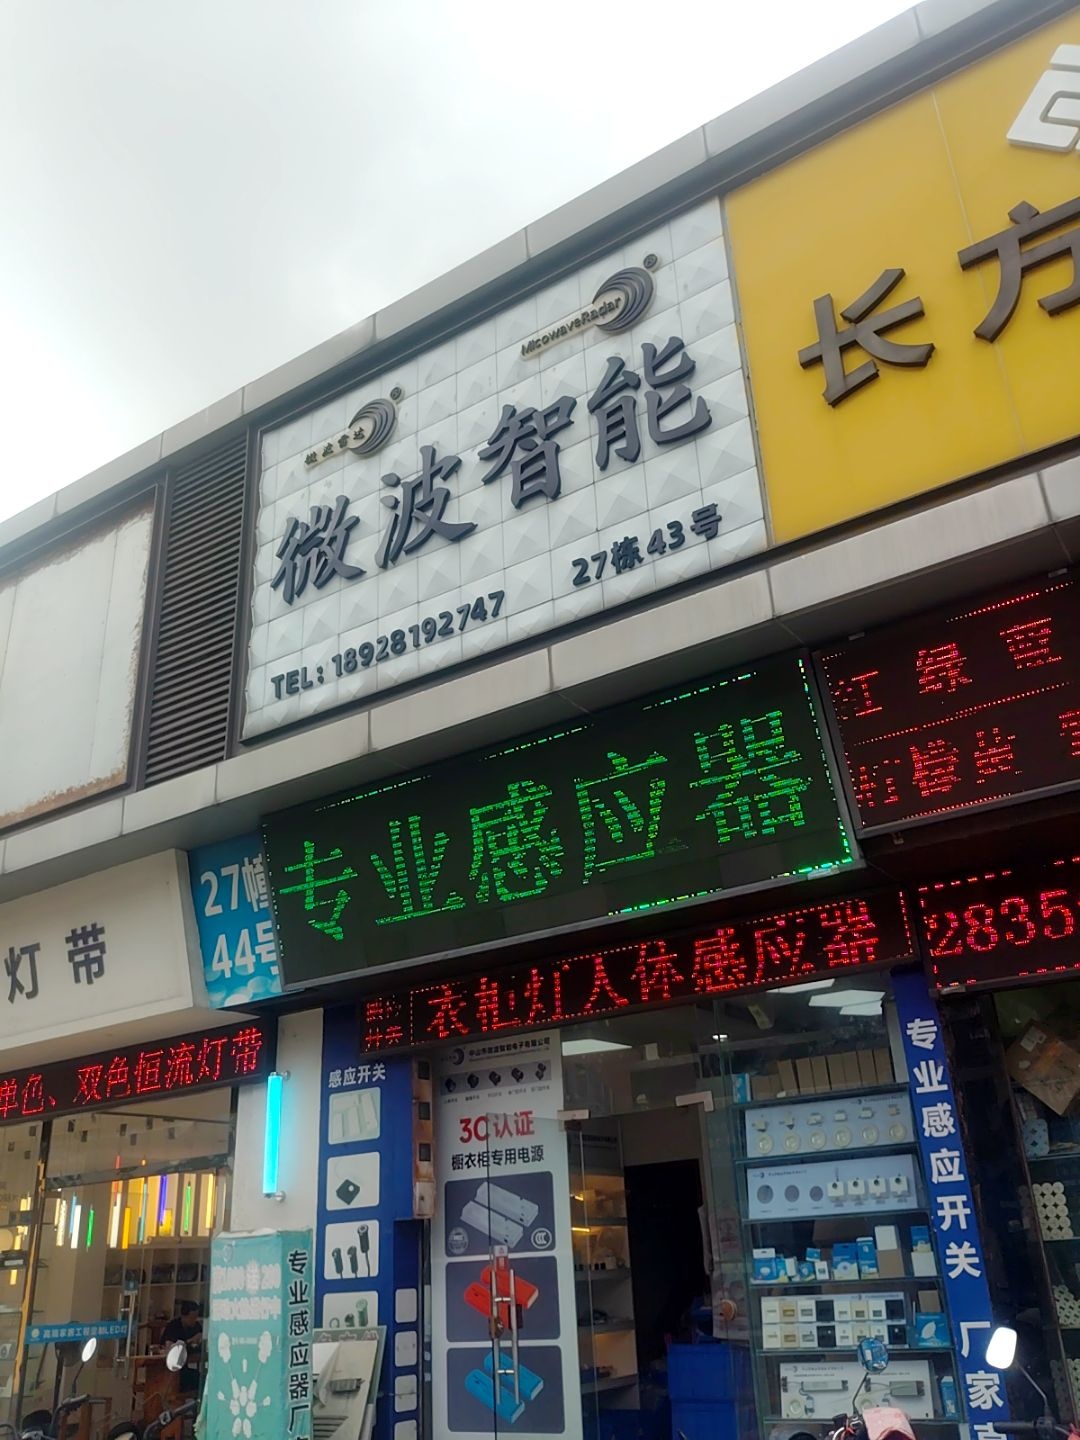 MicowaveRadar
微波雷达
长方
微波智能
TEL: 18928192747
27栋43号
专业感应器
红 绿 蓝
27幢
44号
灯带
衣柜灯人体感应器
2835
单色、双色恒流灯带
感应开关
3C认证
橱衣柜专用电源
专业感应开关 厂家
专业感应器厂